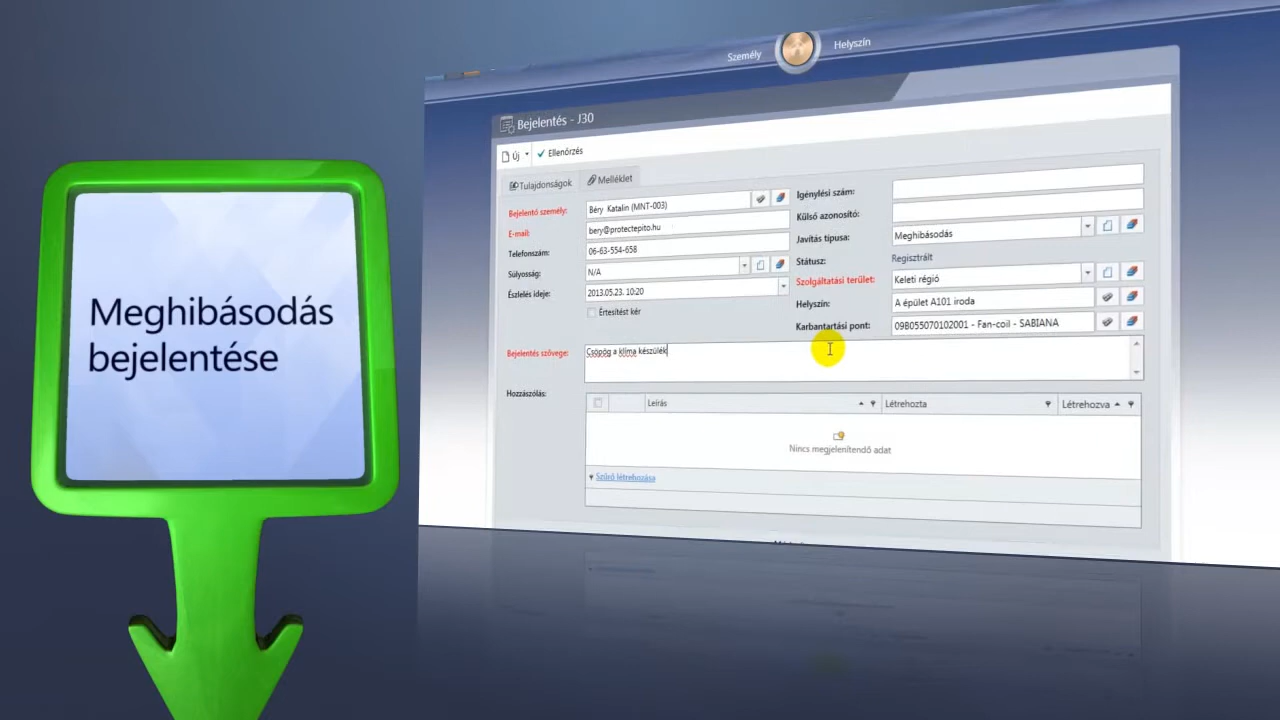 Meghibásodás
bejelentése
Személy
Helyszín
Bejelentés - J30
Új
Ellenőrzés
Tulajdonságok
Melléklet
Bejelentő személy:
Béry Katalin (MNT-003)
E-mail:
bery@protectepito.hu
Telefonszám:
06-63-554-658
Súlyosság:
N/A
Észlelés ideje:
2013.05.23. 10:20
Értesítést kér
Igénylési szám:
Külső azonosító:
Javítás típusa:
Meghibásodás
Státusz:
Regisztrált
Szolgáltatási terület:
Keleti régió
Helyszín:
A épület A101 iroda
Karbantartási pont:
09B055070102001 - Fan-coil - SABIANA
Bejelentés szövege:
Csöpög a klíma készülék
Hozzászólás:
Leírás
Létrehozta
Létrehozva
Nincs megjelenítendő adat
Szűrő létrehozása